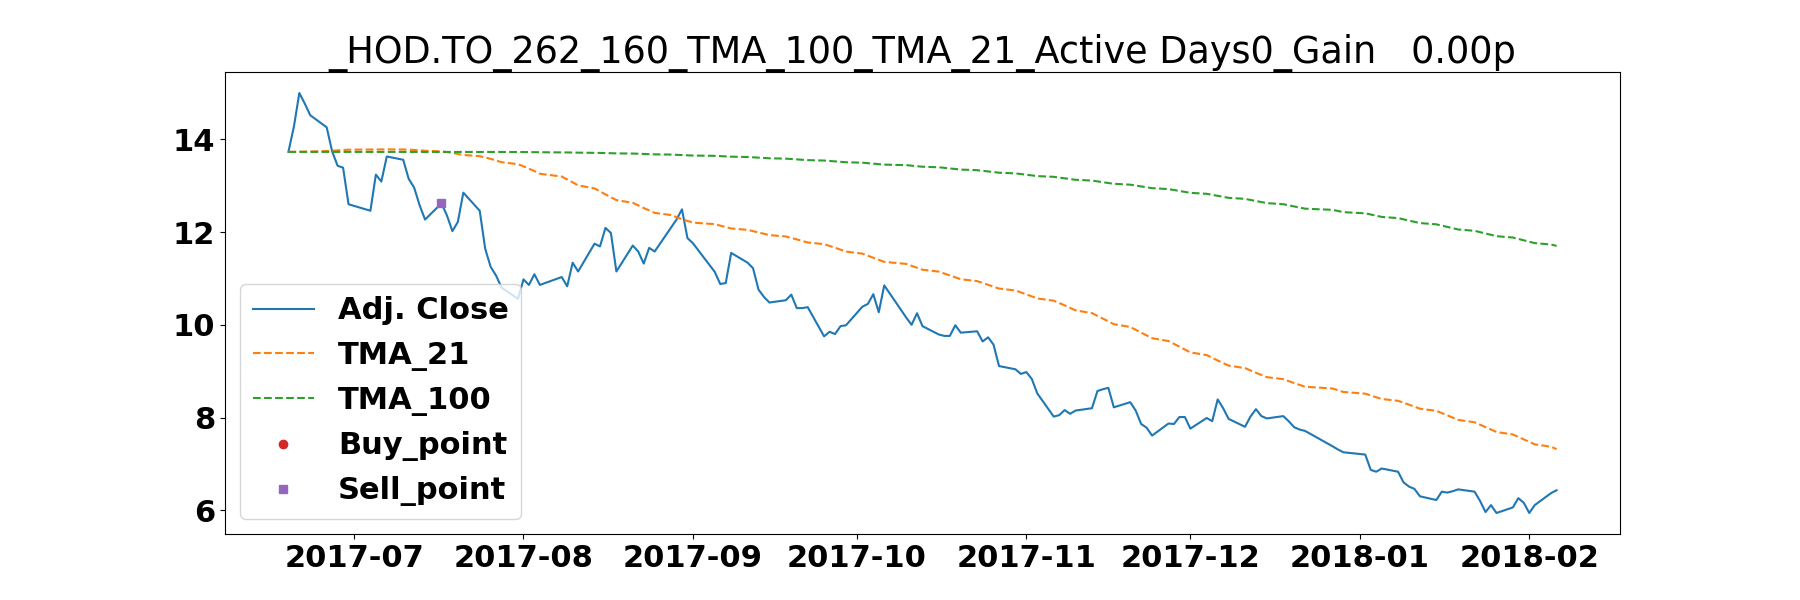 _HOD.TO_262_160_TMA_100_TMA_21_Active Days0_Gain   0.00p
14
12
10
8
6
Adj. Close
TMA_21
TMA_100
Buy_point
Sell_point
2017-07 2017-08 2017-09 2017-10 2017-11 2017-12 2018-01 2018-02